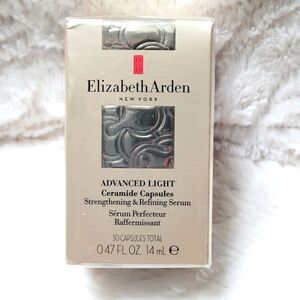 Elizabeth Arden
NEW YORK
ADVANCED LIGHT
Ceramide Capsules
Strengthening & Refining Serum
Sérum Perfecteur
Raffermissant
30 CAPSULES TOTAL
0.47 FL.OZ. 14 mL ℮